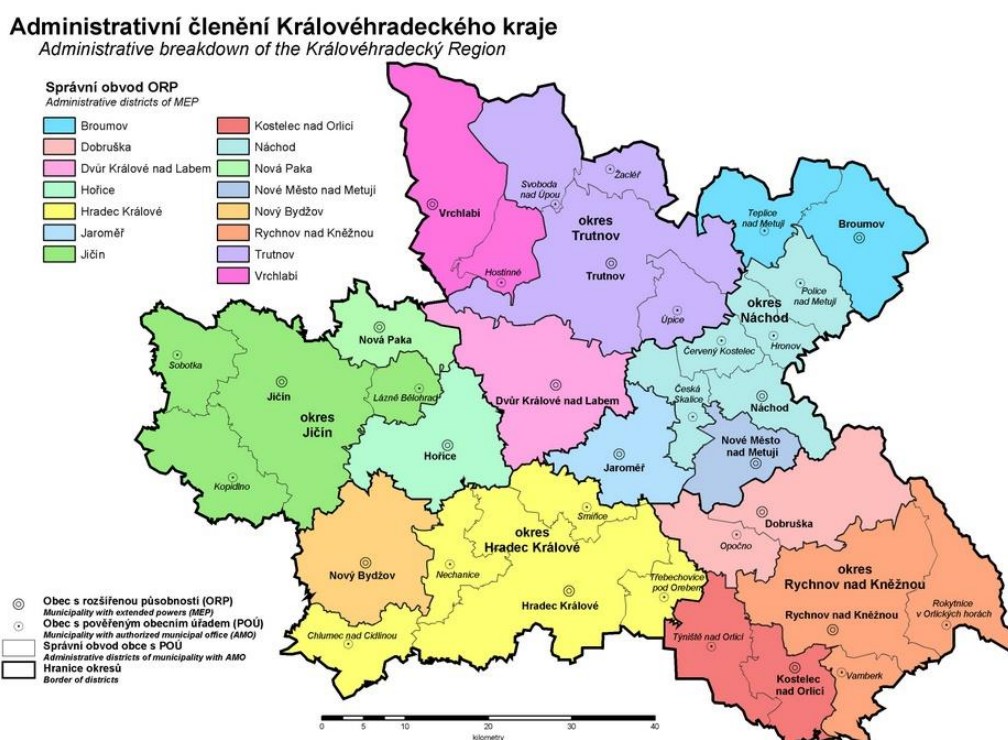 Administrativní členění Královéhradeckého kraje
Administrative breakdown of the Královéhradecký Region
Správní obvod ORP
Administrative districts of MEP
Broumov
Dobruška
Dvůr Králové nad Labem
Hořice
Hradec Králové
Jaroměř
Jičín
Kostelec nad Orlicí
Náchod
Nová Paka
Nové Město nad Metují
Nový Bydžov
Rychnov nad Kněžnou
Trutnov
Vrchlabí
Žacléř
Svoboda
nad Úpou
Vrchlabí
okres
Trutnov
Teplice
nad Metují
Broumov
Trutnov
Hostinné
Police
nad Metují
okres
Náchod
Úpice
Nová Paka
Červený Kostelec
Hronov
Sobotka
Jičín
Lázně Bělohrad
Dvůr Králové nad Labem
Česká
Skalice
Náchod
okres
Jičín
Hořice
Jaroměř
Nové Město
nad Metují
Kopidlno
Smiřice
Dobruška
okres
Hradec Králové
Opočno
Nový Bydžov
Nechanice
Třebechovice
pod Oreben
okres
Rychnov nad Kněžnou
Hradec Králové
Rychnov nad Kněžnou
Rokytnice
v Orlických horách
Chlumec nad Cidlinou
Týniště nad Orlicí
Kostelec
nad Orlicí
Vamberk
Obec s rozšířenou působností (ORP)
Municipality with extended powers (MEP)
Obec s pověřeným obecním úřadem (POÚ)
Municipality with authorized municipal office (AMO)
Správní obvod obce s POÚ
Administrative districts of municipality with AMO
Hranice okresů
Border of districts
0 5 10 20 30 40
kilometry